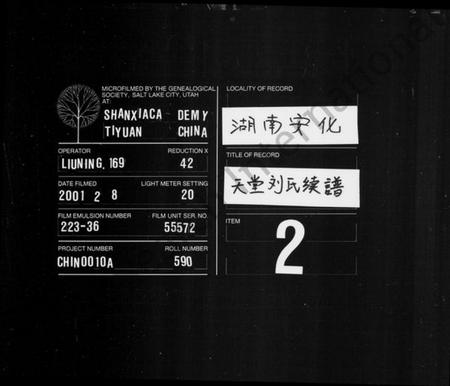 MICROFILMED BY THE GENEALOGICAL
SOCIETY, SALT LAKE CITY, UTAH
AT:
SHANXIACA DEMY
TIYUAN CHINA
OPERATOR REDUCTION X
LIUNING, 169 42
DATE FILMED LIGHT METER SETTING
2001 2 8 20
FILM EMULSION NUMBER FILM UNIT SER. NO.
223-36 55572
PROJECT NUMBER ROLL NUMBER
CHIN0010A 590
LOCALITY OF RECORD
湖南安化
TITLE OF RECORD
天堂刘氏續譜
ITEM
2
International